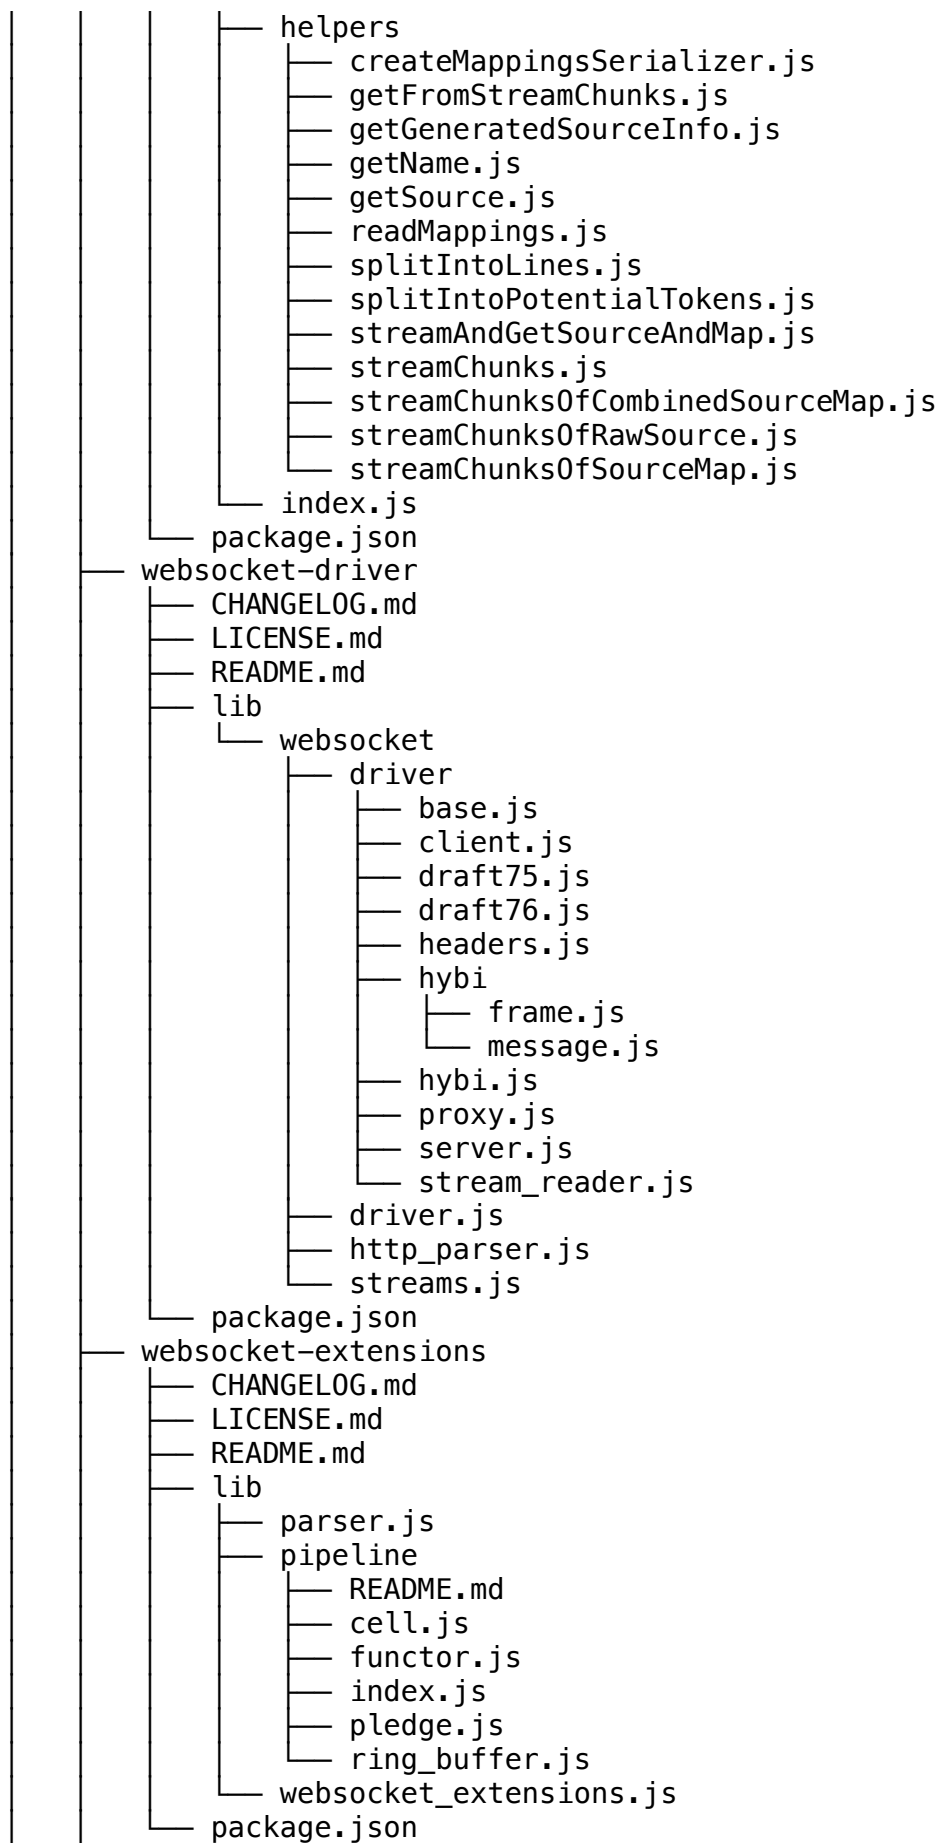 │   │   │   ├── helpers
│   │   │   │   ├── createMappingsSerializer.js
│   │   │   │   ├── getFromStreamChunks.js
│   │   │   │   ├── getGeneratedSourceInfo.js
│   │   │   │   ├── getName.js
│   │   │   │   ├── getSource.js
│   │   │   │   ├── readMappings.js
│   │   │   │   ├── splitIntoLines.js
│   │   │   │   ├── splitIntoPotentialTokens.js
│   │   │   │   ├── streamAndGetSourceAndMap.js
│   │   │   │   ├── streamChunks.js
│   │   │   │   ├── streamChunksOfCombinedSourceMap.js
│   │   │   │   ├── streamChunksOfRawSource.js
│   │   │   │   └── streamChunksOfSourceMap.js
│   │   │   └── index.js
│   │   └── package.json
│   ├── websocket-driver
│   │   ├── CHANGELOG.md
│   │   ├── LICENSE.md
│   │   ├── README.md
│   │   ├── lib
│   │   │   └── websocket
│   │   │       ├── driver
│   │   │       │   ├── base.js
│   │   │       │   ├── client.js
│   │   │       │   ├── draft75.js
│   │   │       │   ├── draft76.js
│   │   │       │   ├── headers.js
│   │   │       │   ├── hybi
│   │   │       │   │   ├── frame.js
│   │   │       │   │   └── message.js
│   │   │       │   ├── hybi.js
│   │   │       │   ├── proxy.js
│   │   │       │   ├── server.js
│   │   │       │   └── stream_reader.js
│   │   │       ├── driver.js
│   │   │       ├── http_parser.js
│   │   │       └── streams.js
│   │   └── package.json
│   ├── websocket-extensions
│   │   ├── CHANGELOG.md
│   │   ├── LICENSE.md
│   │   ├── README.md
│   │   ├── lib
│   │   │   ├── parser.js
│   │   │   ├── pipeline
│   │   │   │   ├── README.md
│   │   │   │   ├── cell.js
│   │   │   │   ├── functor.js
│   │   │   │   ├── index.js
│   │   │   │   ├── pledge.js
│   │   │   │   └── ring_buffer.js
│   │   │   └── websocket_extensions.js
│   │   └── package.json